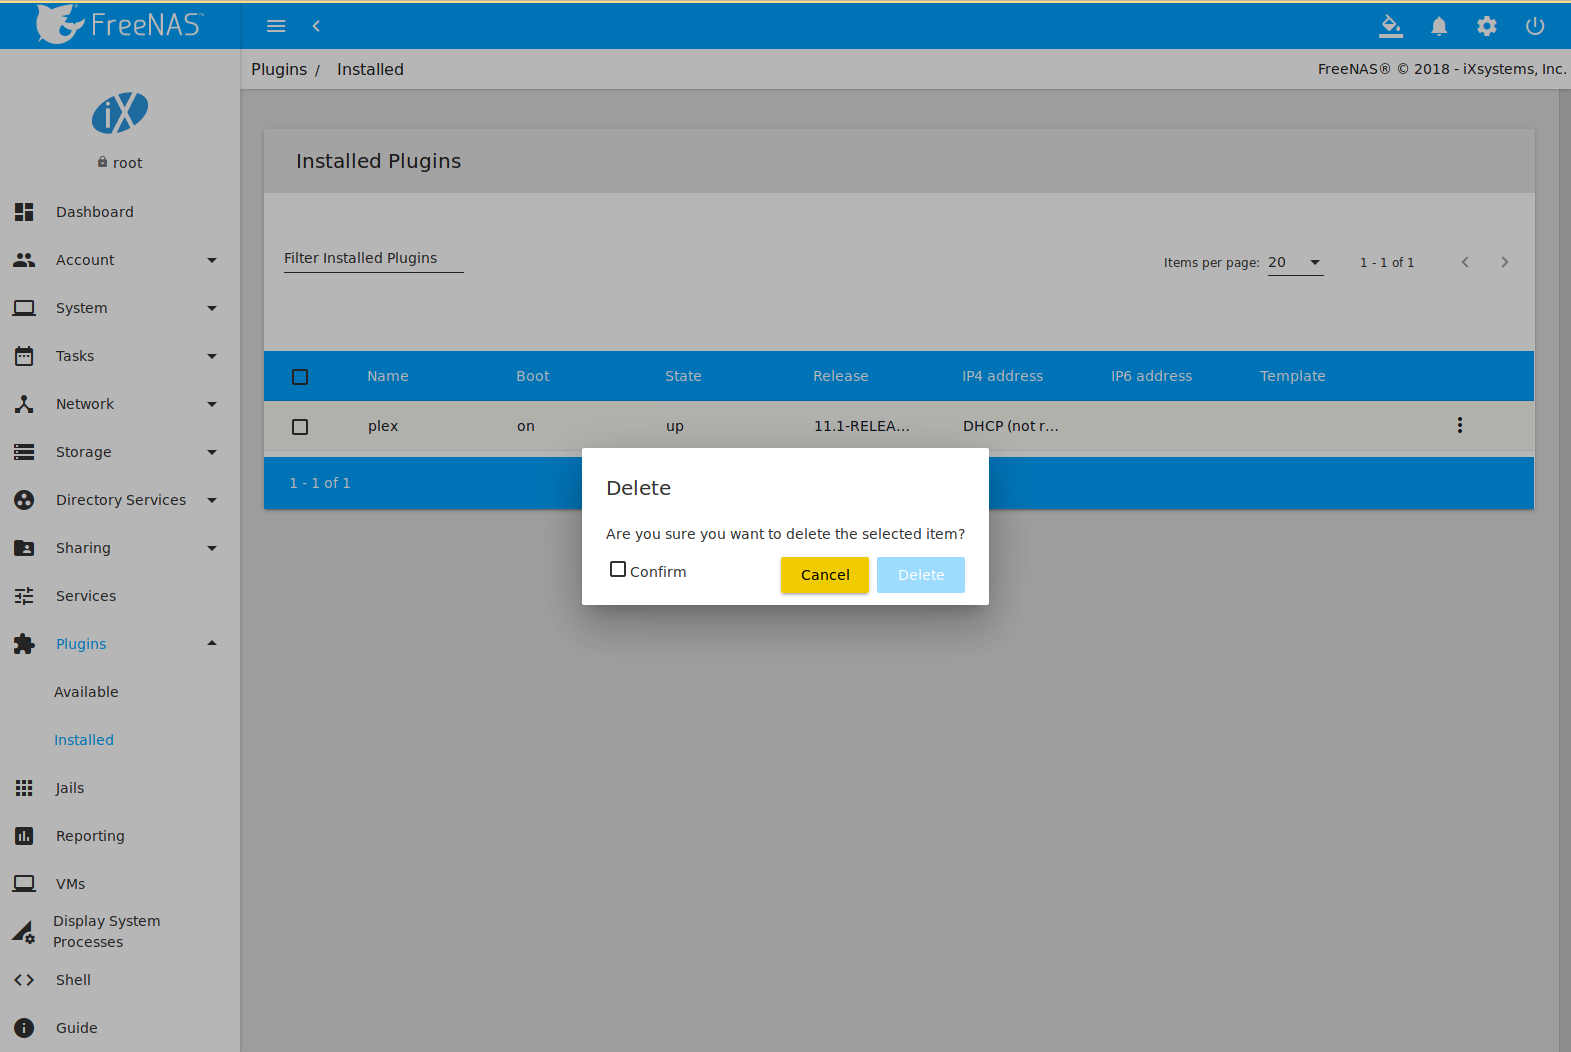 FreeNAS™
Plugins / Installed
FreeNAS® © 2018 - iXsystems, Inc.
iX
root
Dashboard
Account
System
Tasks
Network
Storage
Directory Services
Sharing
Services
Plugins
Available
Installed
Jails
Reporting
VMs
Display System
Processes
Shell
Guide
Installed Plugins
Filter Installed Plugins
Items per page: 20 1 - 1 of 1
Name Boot State Release IP4 address IP6 address Template
plex on up 11.1-RELEA... DHCP (not r...
1 - 1 of 1
Delete
Are you sure you want to delete the selected item?
Confirm Cancel Delete